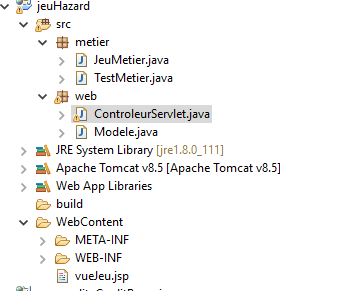 jeuHazard
src
metier
JeuMetier.java
TestMetier.java
web
ControleurServlet.java
Modele.java
JRE System Library [jre1.8.0_111]
Apache Tomcat v8.5 [Apache Tomcat v8.5]
Web App Libraries
build
WebContent
META-INF
WEB-INF
vueJeu.jsp